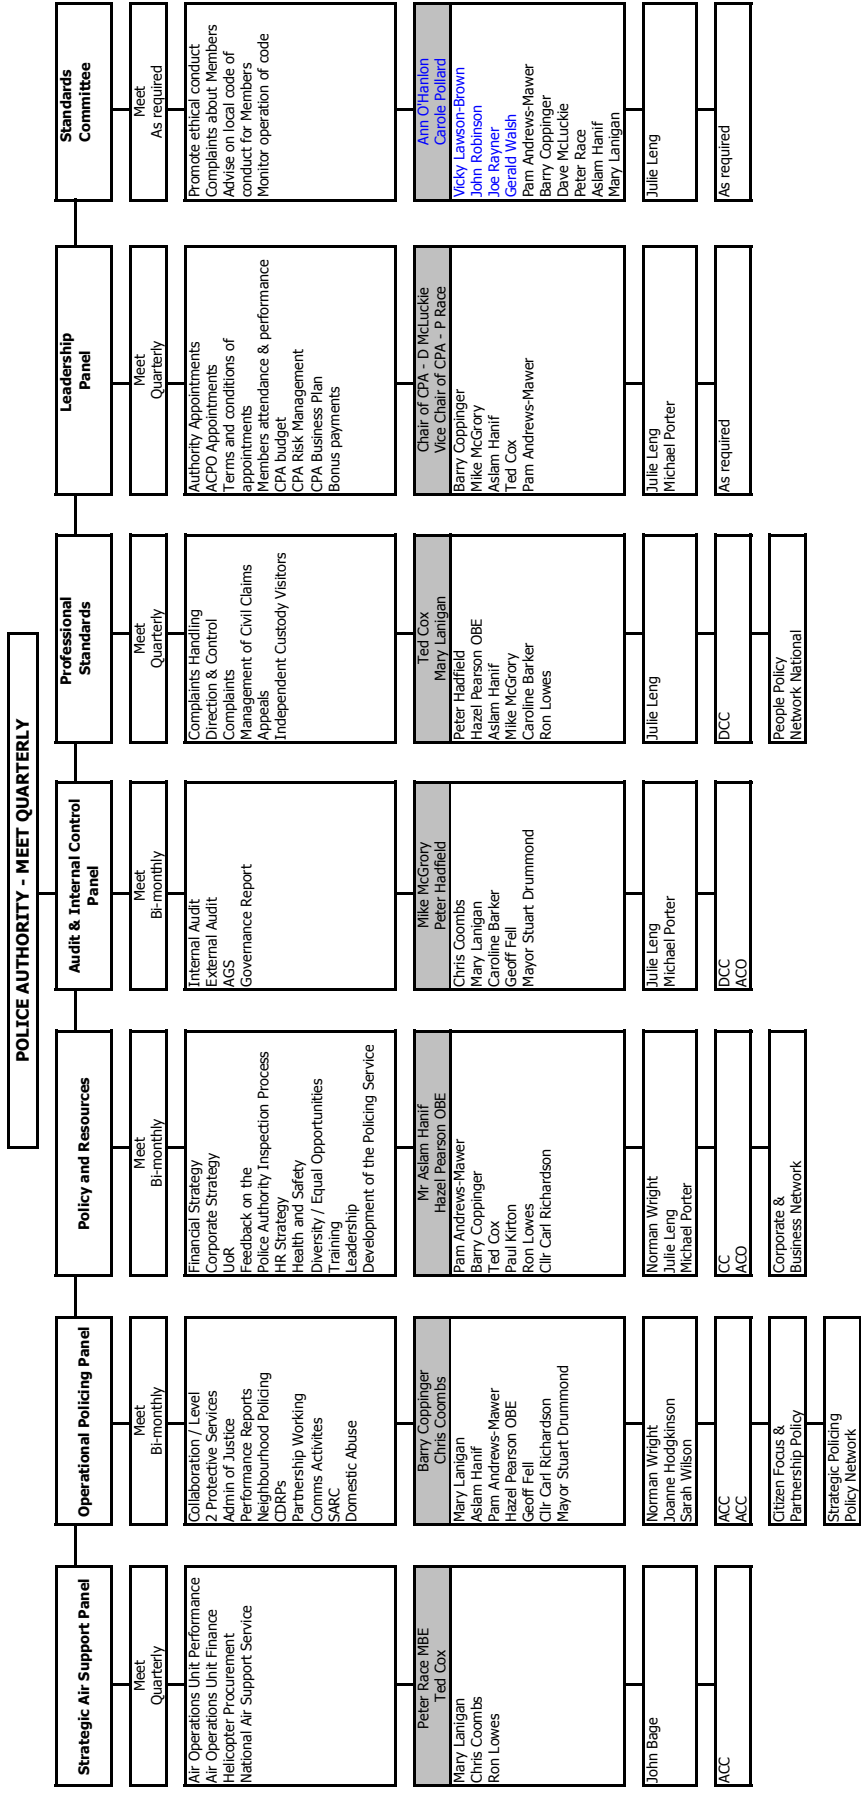 POLICE AUTHORITY - MEET QUARTERLY
Strategic Air Support Panel
Meet
Quarterly
Air Operations Unit Performance
Air Operations Unit Finance
Helicopter Procurement
National Air Support Service
Peter Race MBE
Ted Cox
Mary Lanigan
Chris Coombs
Ron Lowes
John Bage
ACC
Operational Policing Panel
Meet
Bi-monthly
Collaboration / Level
2 Protective Services
Admin of Justice
Performance Reports
Neighbourhood Policing
CDRPs
Partnership Working
Comms Activites
SARC
Domestic Abuse
Barry Coppinger
Chris Coombs
Mary Lanigan
Aslam Hanif
Pam Andrews-Mawer
Hazel Pearson OBE
Geoff Fell
Cllr Carl Richardson
Mayor Stuart Drummond
Norman Wright
Joanne Hodgkinson
Sarah Wilson
ACC
ACC
Citizen Focus &
Partnership Policy
Strategic Policing
Policy Network
Policy and Resources
Meet
Bi-monthly
Financial Strategy
Corporate Strategy
UoR
Feedback on the
Police Authority Inspection Process
HR Strategy
Health and Safety
Diversity / Equal Opportunities
Training
Leadership
Development of the Policing Service
Mr Aslam Hanif
Hazel Pearson OBE
Pam Andrews-Mawer
Barry Coppinger
Ted Cox
Paul Kirton
Ron Lowes
Cllr Carl Richardson
Norman Wright
Julie Leng
Michael Porter
CC
ACO
Corporate &
Business Network
Audit & Internal Control
Panel
Meet
Bi-monthly
Internal Audit
External Audit
AGS
Governance Report
Mike McGrory
Peter Hadfield
Chris Coombs
Mary Lanigan
Caroline Barker
Geoff Fell
Mayor Stuart Drummond
Julie Leng
Michael Porter
DCC
ACO
Professional
Standards
Meet
Quarterly
Complaints Handling
Direction & Control
Complaints
Management of Civil Claims
Appeals
Independent Custody Visitors
Ted Cox
Mary Lanigan
Peter Hadfield
Hazel Pearson OBE
Aslam Hanif
Mike McGrory
Caroline Barker
Ron Lowes
Julie Leng
DCC
People Policy
Network National
Leadership
Panel
Meet
Quarterly
Authority Appointments
ACPO Appointments
Terms and conditions of
appointments
Members attendance & performance
CPA budget
CPA Risk Management
CPA Business Plan
Bonus payments
Chair of CPA - D McLuckie
Vice Chair of CPA - P Race
Barry Coppinger
Mike McGrory
Aslam Hanif
Ted Cox
Pam Andrews-Mawer
Julie Leng
Michael Porter
As required
Standards
Committee
Meet
As required
Promote ethical conduct
Complaints about Members
Advise on local code of
conduct for Members
Monitor operation of code
Ann O'Hanlon
Carole Pollard
Vicky Lawson-Brown
John Robinson
Joe Rayner
Gerald Walsh
Pam Andrews-Mawer
Barry Coppinger
Dave McLuckie
Peter Race
Aslam Hanif
Mary Lanigan
Julie Leng
As required